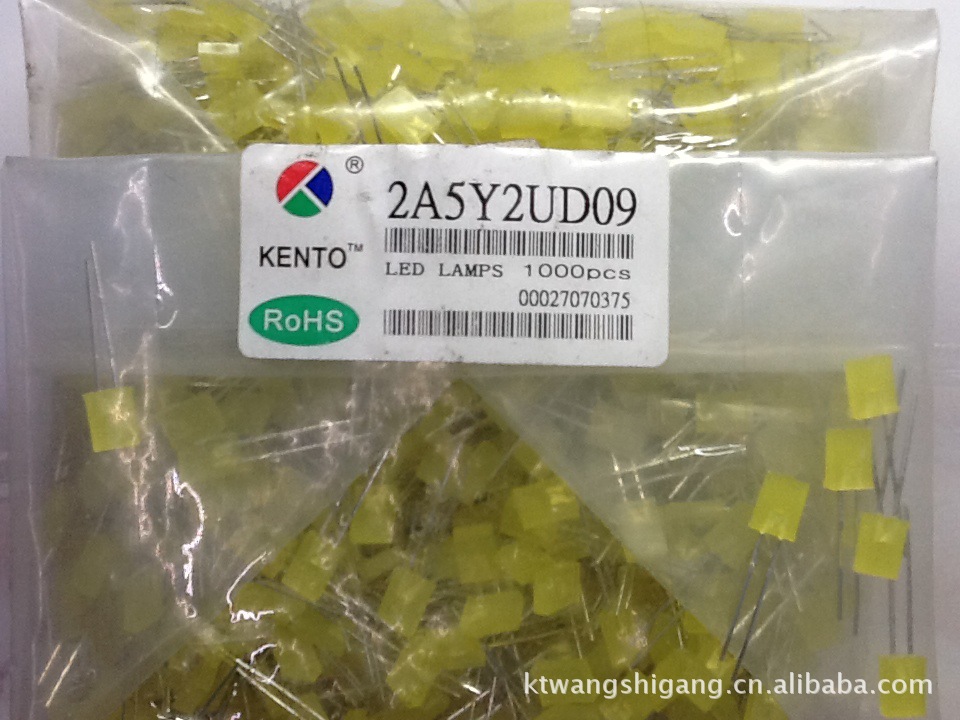 ®
2A5Y2UD09
KENTO™
LED LAMPS 1000pcs
00027070375
RoHS
ktwangshigang.cn.alibaba.com